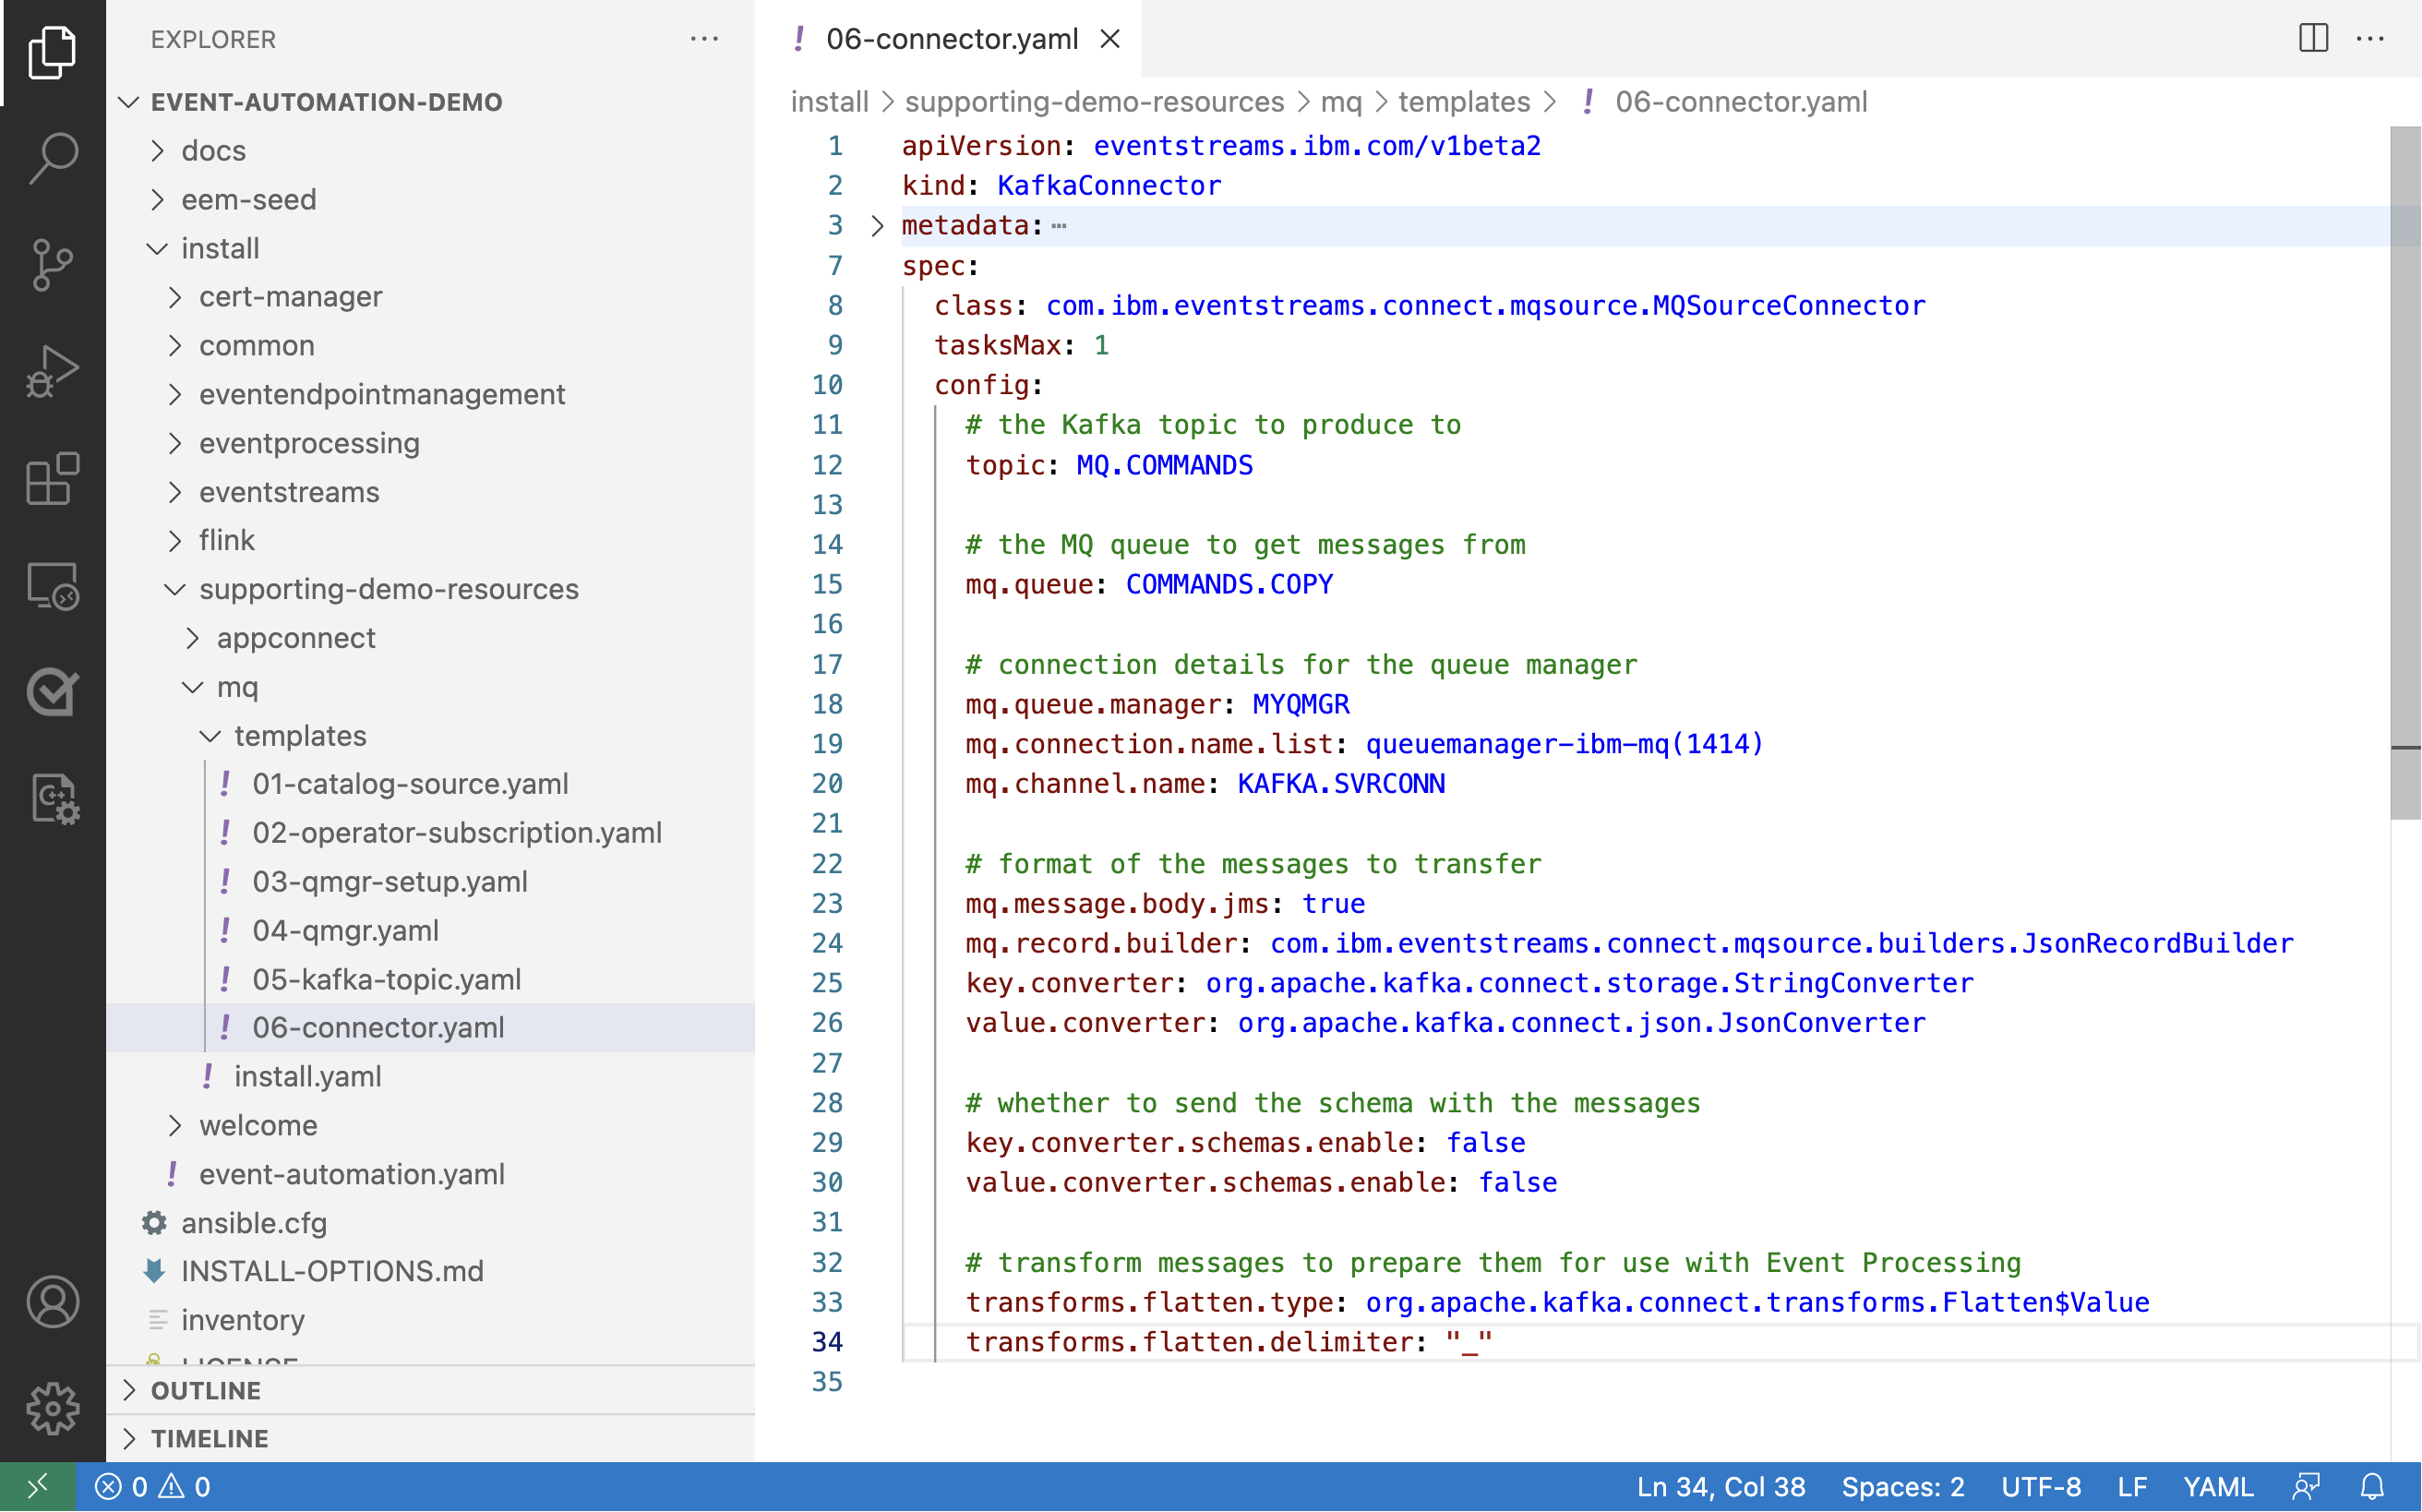 EXPLORER
EVENT-AUTOMATION-DEMO
docs
eem-seed
install
cert-manager
common
eventendpointmanagement
eventprocessing
eventstreams
flink
supporting-demo-resources
appconnect
mq
templates
! 01-catalog-source.yaml
! 02-operator-subscription.yaml
! 03-qmgr-setup.yaml
! 04-qmgr.yaml
! 05-kafka-topic.yaml
! 06-connector.yaml
! install.yaml
welcome
! event-automation.yaml
ansible.cfg
INSTALL-OPTIONS.md
inventory
LICENSE
OUTLINE
TIMELINE
! 06-connector.yaml
install > supporting-demo-resources > mq > templates > ! 06-connector.yaml
1 apiVersion: eventstreams.ibm.com/v1beta2
2 kind: KafkaConnector
3 metadata: ...
7 spec:
8 class: com.ibm.eventstreams.connect.mqsource.MQSourceConnector
9 tasksMax: 1
10 config:
11 # the Kafka topic to produce to
12 topic: MQ.COMMANDS
13
14 # the MQ queue to get messages from
15 mq.queue: COMMANDS.COPY
16
17 # connection details for the queue manager
18 mq.queue.manager: MYQMGR
19 mq.connection.name.list: queuemanager-ibm-mq(1414)
20 mq.channel.name: KAFKA.SVRCONN
21
22 # format of the messages to transfer
23 mq.message.body.jms: true
24 mq.record.builder: com.ibm.eventstreams.connect.mqsource.builders.JsonRecordBuilder
25 key.converter: org.apache.kafka.connect.storage.StringConverter
26 value.converter: org.apache.kafka.connect.json.JsonConverter
27
28 # whether to send the schema with the messages
29 key.converter.schemas.enable: false
30 value.converter.schemas.enable: false
31
32 # transform messages to prepare them for use with Event Processing
33 transforms.flatten.type: org.apache.kafka.connect.transforms.Flatten$Value
34 transforms.flatten.delimiter: "_"
35
0 0 Ln 34, Col 38 Spaces: 2 UTF-8 LF YAML